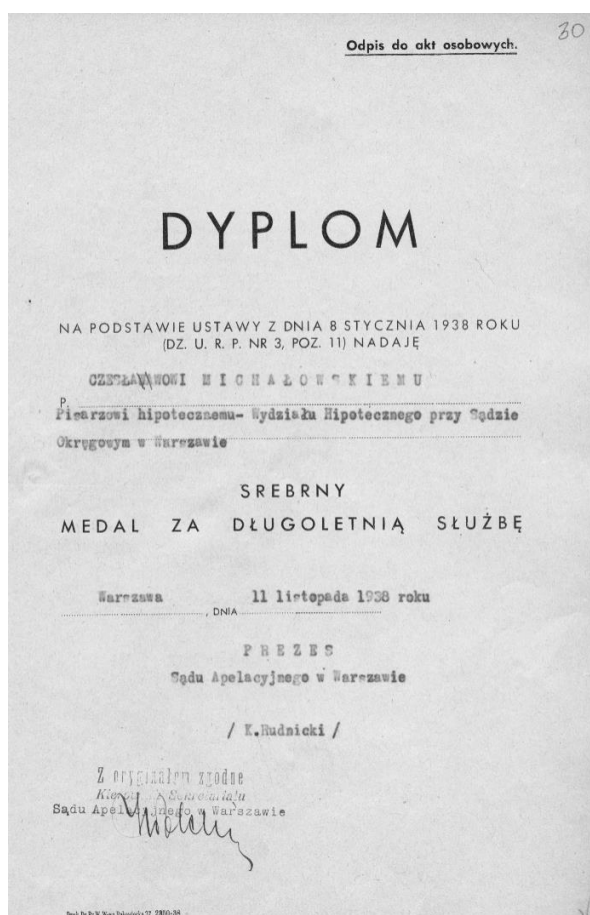 30
Odpis do akt osobowych.
DYPLOM
NA PODSTAWIE USTAWY Z DNIA 8 STYCZNIA 1938 ROKU
(DZ. U. R. P. NR 3, POZ. 11) NADAJĘ
CZESŁAWOWI MICHAŁOWSKIEMU
P.
Pisarzowi hipotecznemu- Wydziału Hipotecznego przy Sądzie
Okręgowym w Warszawie
SREBRNY
MEDAL ZA DŁUGOLETNIĄ SŁUŻBĘ
Warszawa 11 listopada 1938 roku
, DNIA
PREZES
Sądu Apelacyjnego w Warszawie
/ K.Rudnicki /
Z oryginałem zgodne
Sekretariatu
Sądu Apelacyjnego w Warszawie